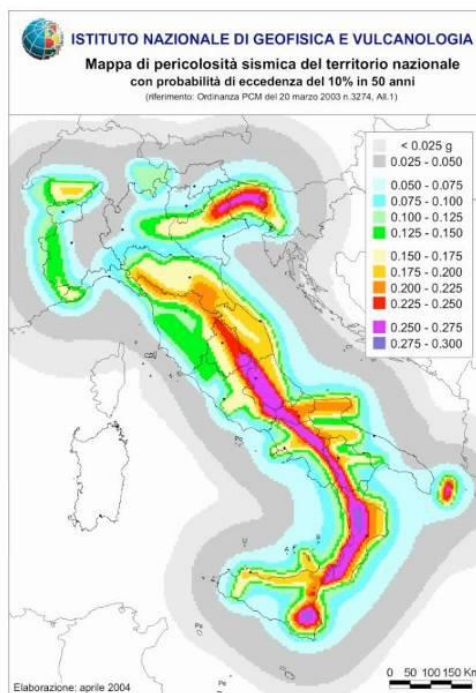 ISTITUTO NAZIONALE DI GEOFISICA E VULCANOLOGIA
Mappa di pericolosità sismica del territorio nazionale
con probabilità di eccedenza del 10% in 50 anni
(riferimento: Ordinanza PCM del 20 marzo 2003 n.3274, All.1)
< 0.025 g
0.025 - 0.050
0.050 - 0.075
0.075 - 0.100
0.100 - 0.125
0.125 - 0.150
0.150 - 0.175
0.175 - 0.200
0.200 - 0.225
0.225 - 0.250
0.250 - 0.275
0.275 - 0.300
0 50 100 150 Km
Elaborazione: aprile 2004